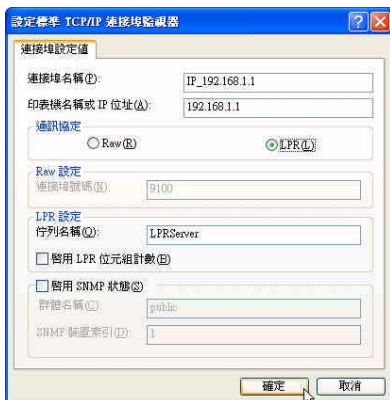 設定標準 TCP/IP 連接埠監視器
連接埠設定值
連接埠名稱(P):
IP_192.168.1.1
印表機名稱或 IP 位址(A):
192.168.1.1
通訊協定
Raw(R)
LPR(L)
Raw 設定
連接埠號碼(N):
9100
LPR 設定
佇列名稱(Q):
LPRServer
啓用 LPR 位元組計數(B)
啓用 SNMP 狀態(S)
群體名稱(C):
public
SNMP 裝置索引(D):
1
確定
取消